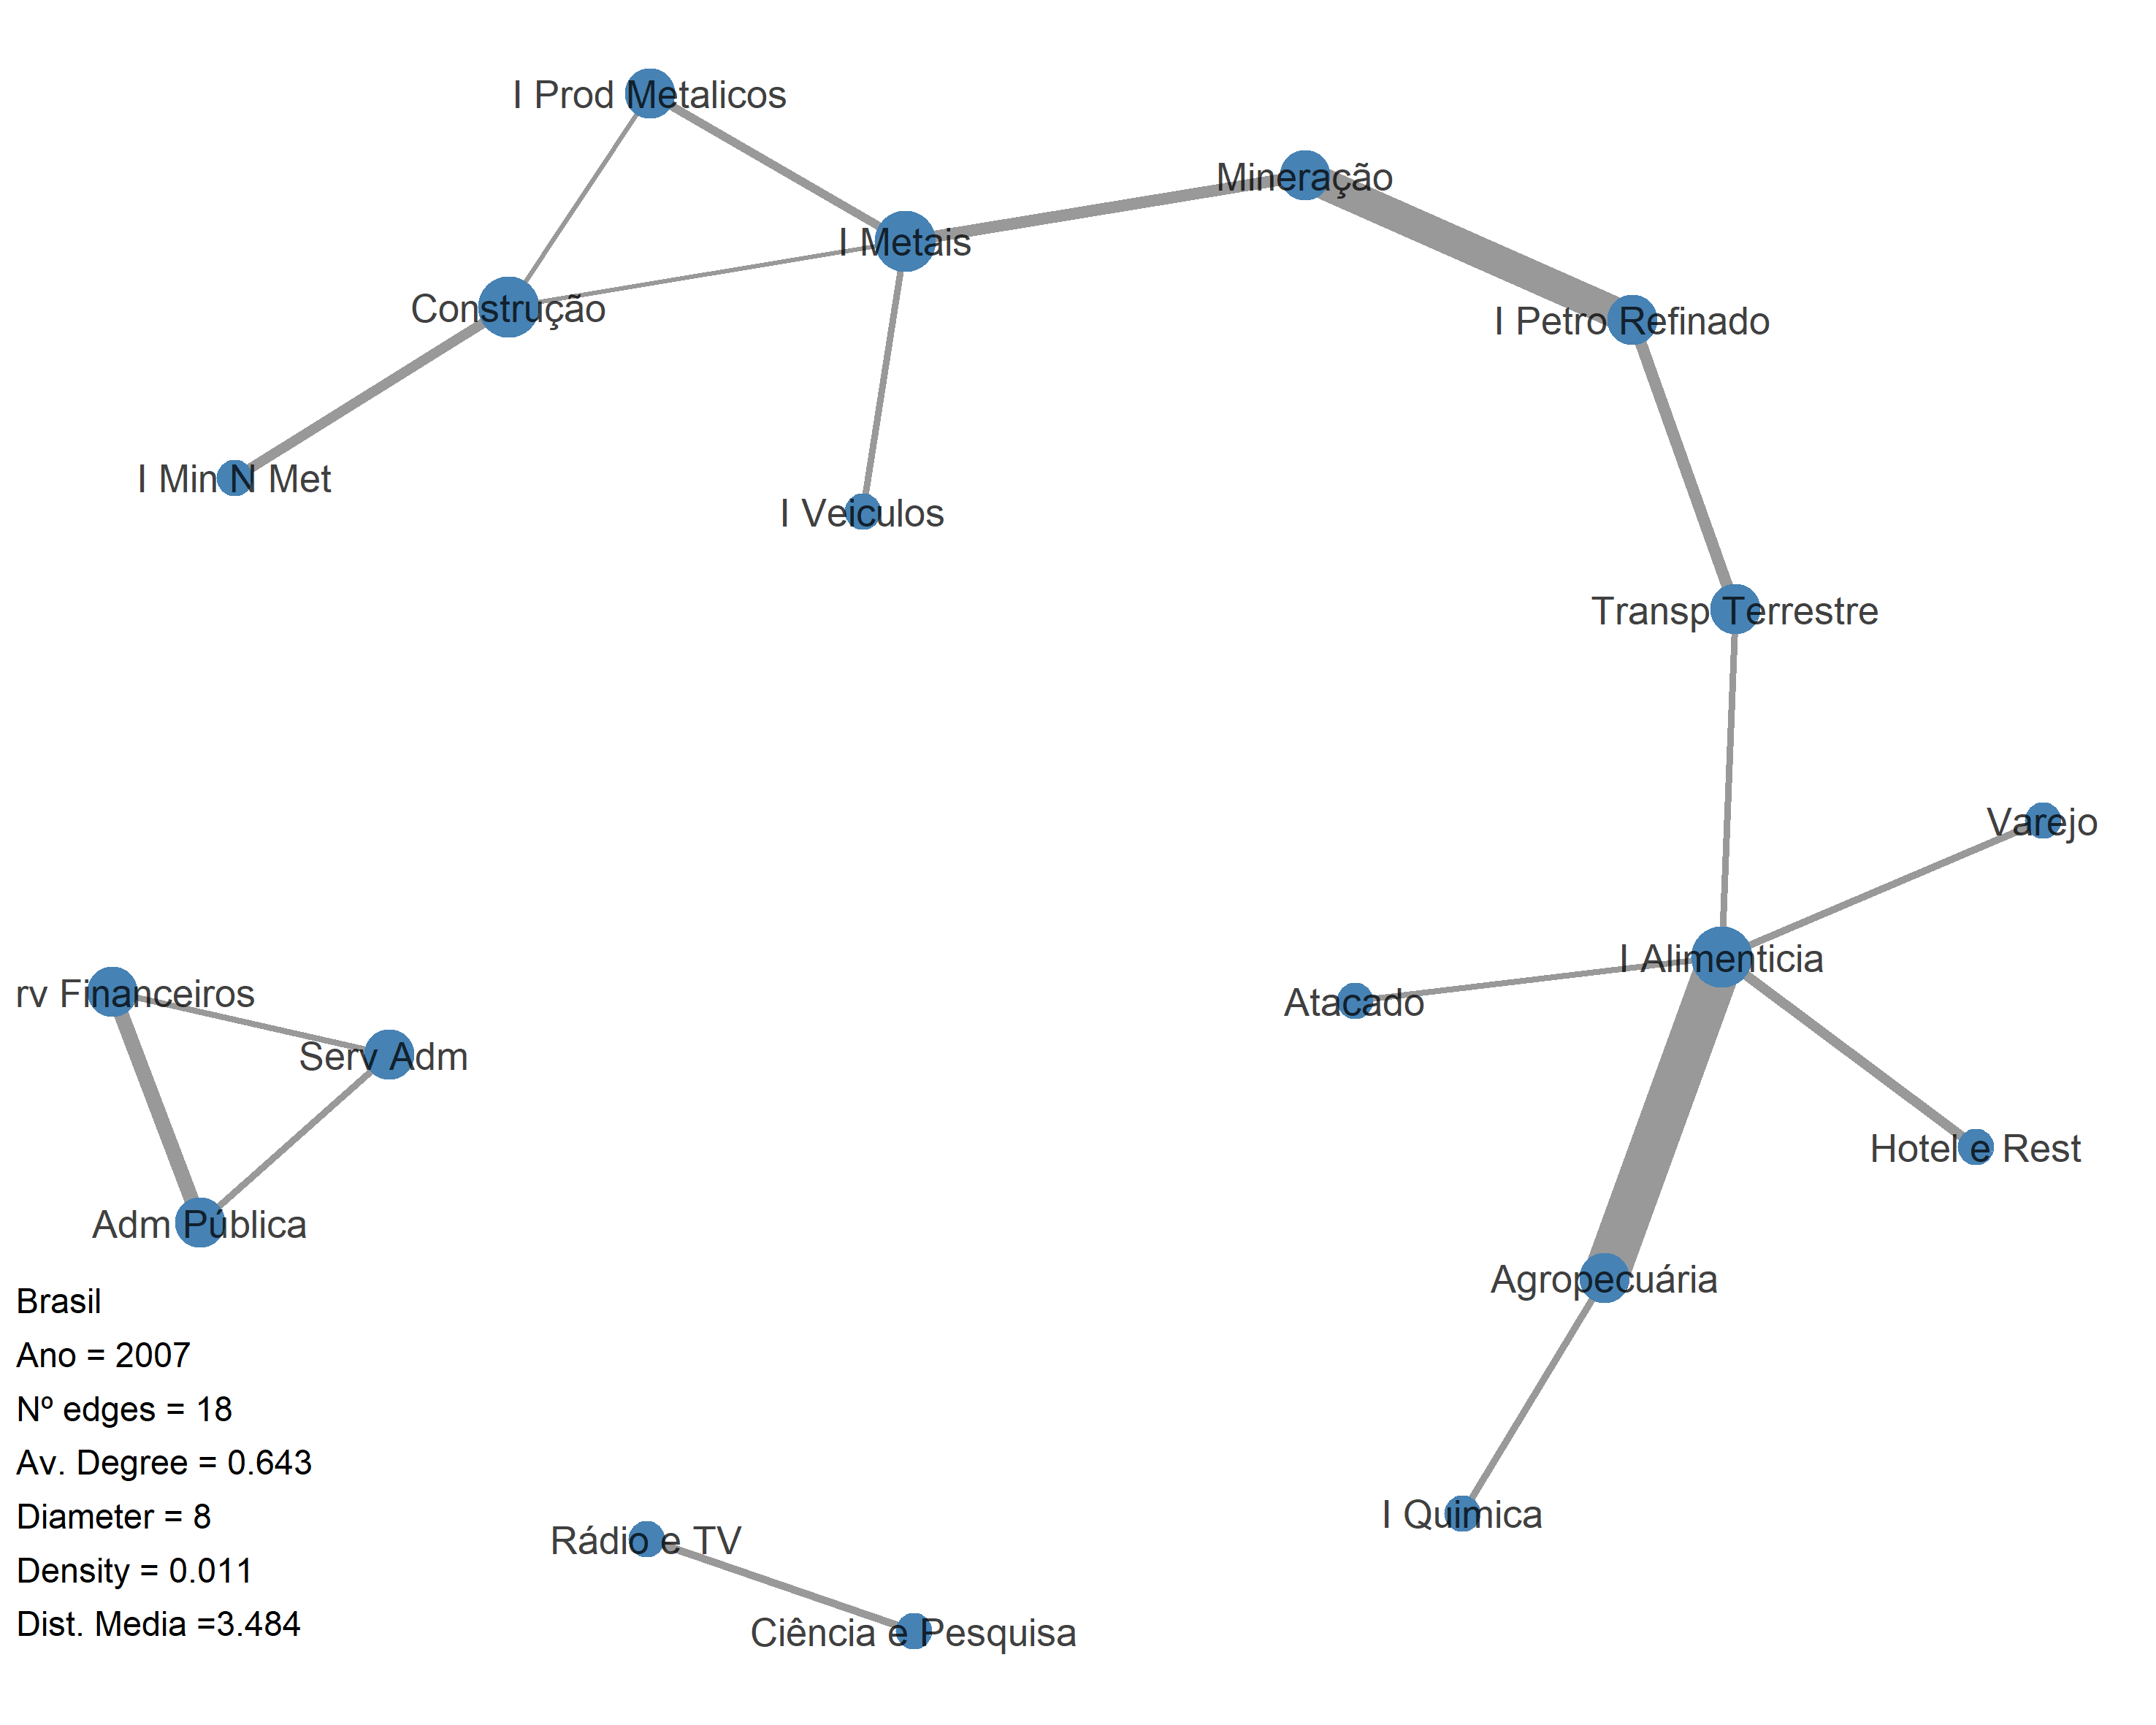 I Prod Metalicos
Mineração
I Metais
Construção
I Petro Refinado
I Min N Met
I Veiculos
Transp Terrestre
Varejo
I Alimenticia
rv Financeiros
Atacado
Serv Adm
Hotel e Rest
Adm Pública
Agropecuária
Brasil
Ano = 2007
Nº edges = 18
Av. Degree = 0.643
Diameter = 8
Density = 0.011
Dist. Media =3.484
I Quimica
Rádio e TV
Ciência e Pesquisa